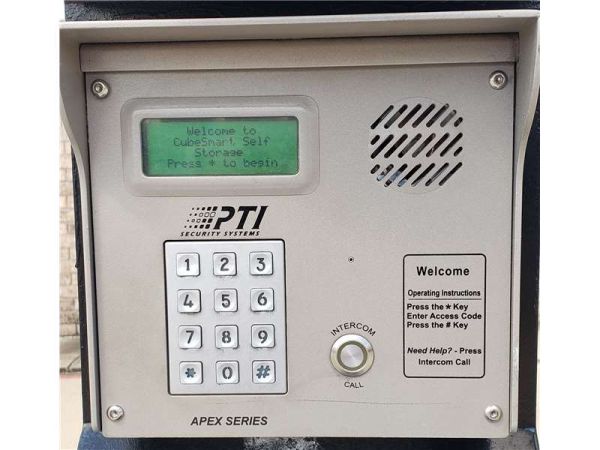 Welcome to
CubeSmart Self
Storage
Press * to begin
PTI
SECURITY SYSTEMS
1 2 3
4 5 6
7 8 9
* 0 #
INTERCOM
CALL
Welcome
Operating Instructions
Press the * Key
Enter Access Code
Press the # Key
Need Help? - Press
Intercom Call
APEX SERIES